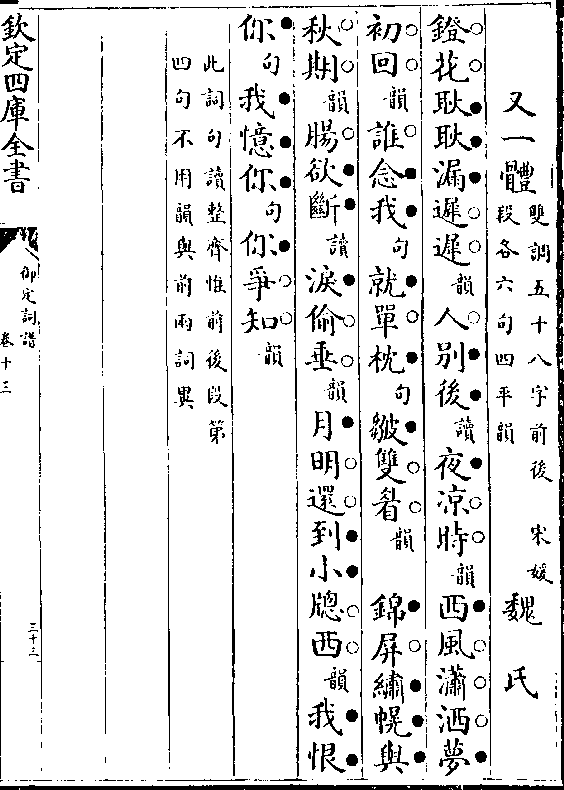 又一體 雙調五十八字前後 宋媛 魏氏
段各六句四平韻
鐙花耿耿漏遲遲韻人別後讀夜凉時韻西風瀟洒夢
初回韻誰念我句就單枕句皺雙眉韻 錦屏繡幌與
秋期韻腸欲斷讀淚偷垂韻月明還到小牕西韻我恨
你句我憶你句你爭知韻
此詞句讀整齊惟前後段第
四句不用韻與前兩詞異
欽定四庫全書
御定詞譜
卷十三
三十三